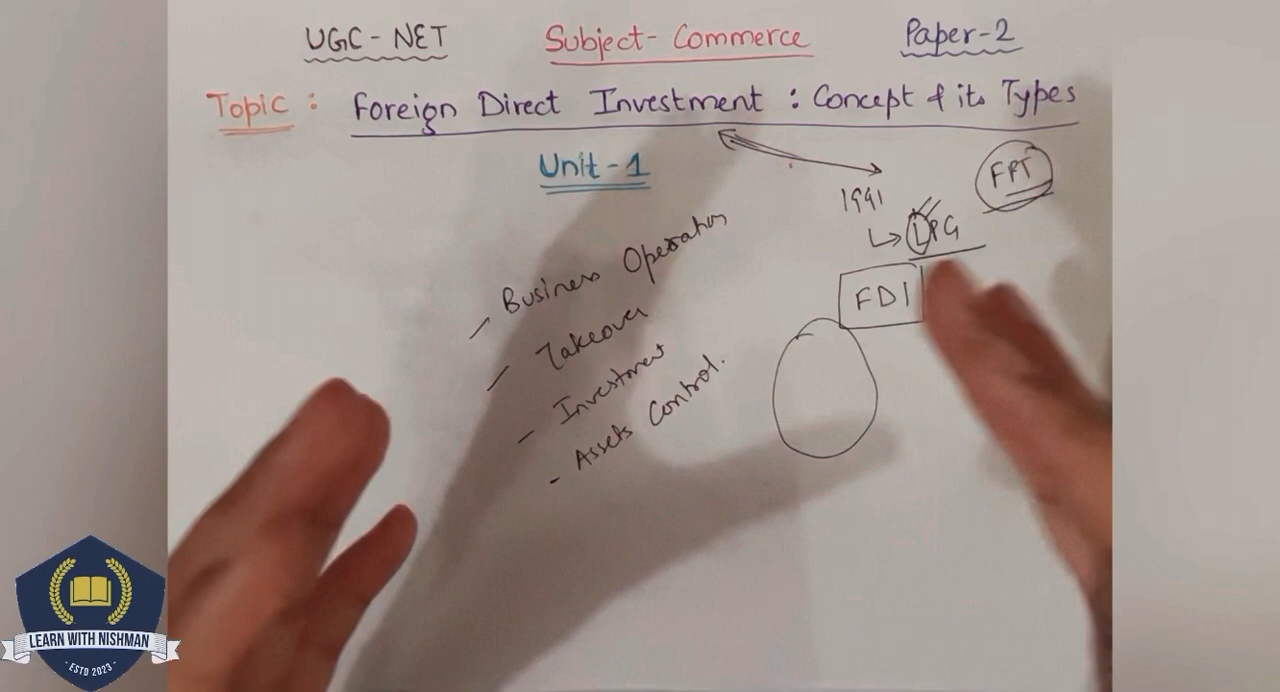 UGC-NET Subject- Commerce Paper-2
Topic : Foreign Direct Investment : Concept & its Types
Unit-1
FPI
1991
LPG
FDI
- Business Operation
- Takeover
- Investment
- Assets Control.
LEARN WITH NISHMAN
· ESTD 2023 ·